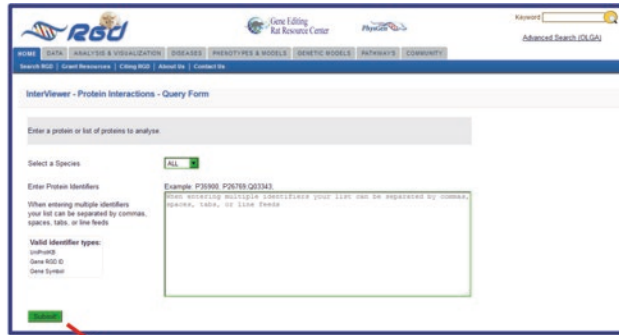 RGD
Gene Editing
Rat Resource Center
PhysGen
Keyword
Advanced Search (OLGA)
HOME DATA ANALYSIS & VISUALIZATION DISEASES PHENOTYPES & MODELS GENETIC MODELS PATHWAYS COMMUNITY
Search RGD | Grant Resources | Citing RGD | About Us | Contact Us
InterViewer - Protein Interactions - Query Form
Enter a protein or list of proteins to analyse.
Select a Species
ALL
Enter Protein Identifiers
Example: P35900, P26769,Q03343;
When entering multiple identifiers your list can be separated by commas,
spaces, tabs, or line feeds
When entering multiple identifiers
your list can be separated by commas,
spaces, tabs, or line feeds
Valid identifier types:
UniProtKB
Gene RGD ID
Gene Symbol
Submit